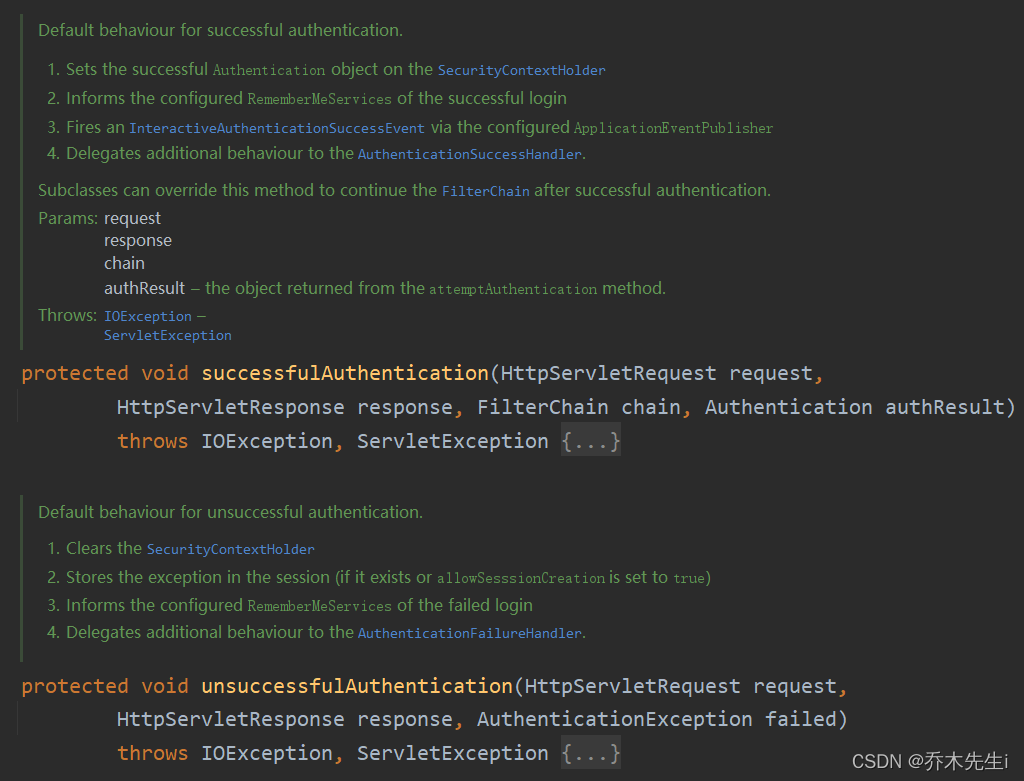 Default behaviour for successful authentication.
1. Sets the successful Authentication object on the SecurityContextHolder
2. Informs the configured RememberMeServices of the successful login
3. Fires an InteractiveAuthenticationSuccessEvent via the configured ApplicationEventPublisher
4. Delegates additional behaviour to the AuthenticationSuccessHandler.
Subclasses can override this method to continue the FilterChain after successful authentication.
Params: request
response
chain
authResult – the object returned from the attemptAuthentication method.
Throws: IOException –
ServletException
protected void successfulAuthentication(HttpServletRequest request,
HttpServletResponse response, FilterChain chain, Authentication authResult)
throws IOException, ServletException {...}
Default behaviour for unsuccessful authentication.
1. Clears the SecurityContextHolder
2. Stores the exception in the session (if it exists or allowSesssionCreation is set to true)
3. Informs the configured RememberMeServices of the failed login
4. Delegates additional behaviour to the AuthenticationFailureHandler.
protected void unsuccessfulAuthentication(HttpServletRequest request,
HttpServletResponse response, AuthenticationException failed)
throws IOException, ServletException {...}
CSDN @乔木先生i